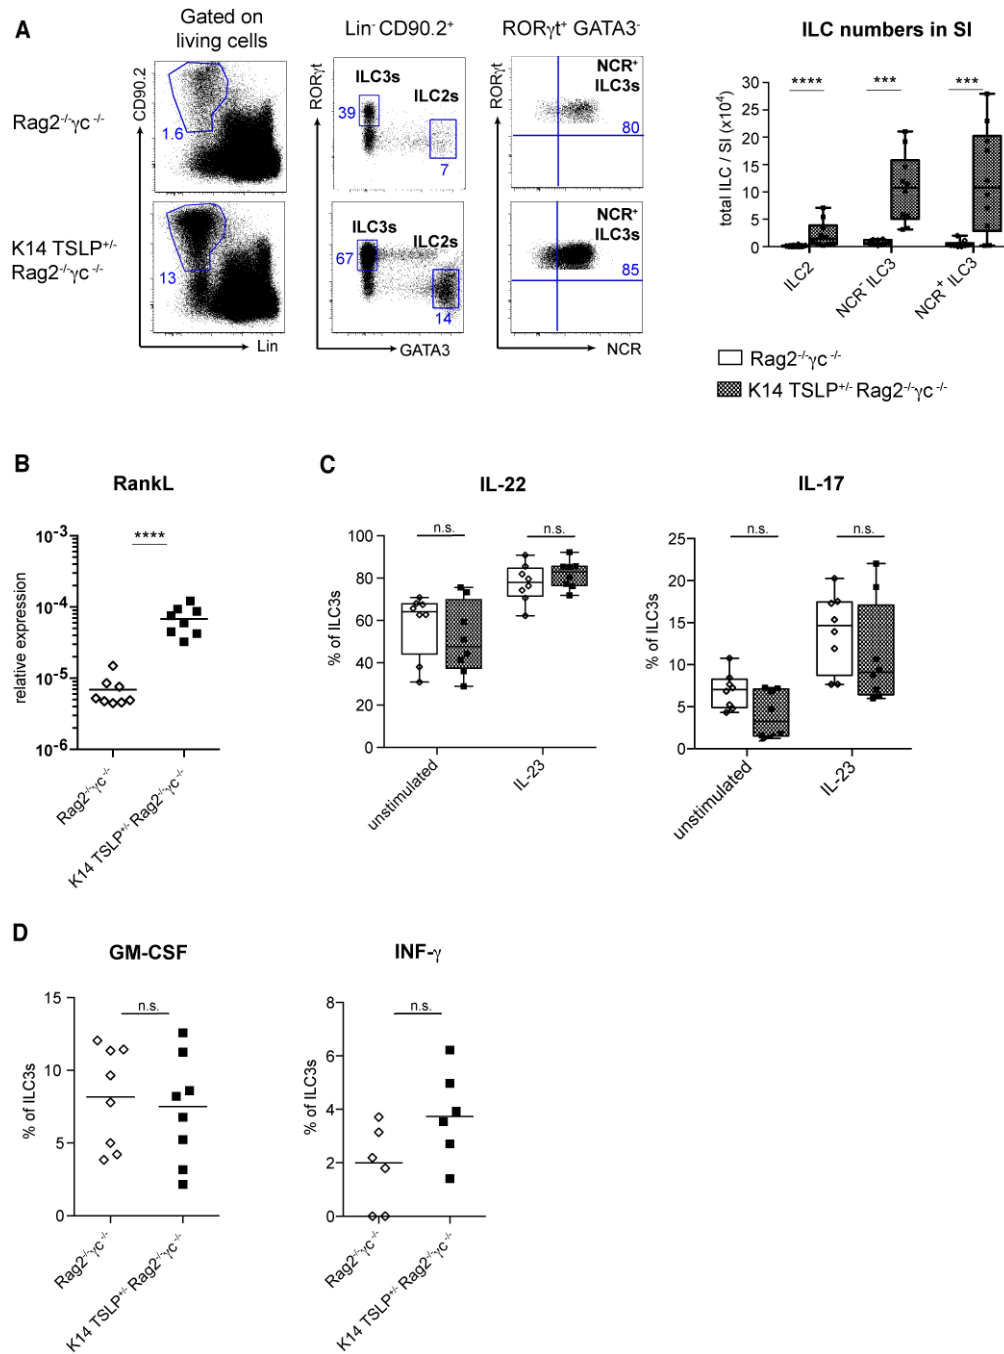 A
Gated on
living cells
Lin⁻ CD90.2⁺
RORγt⁺ GATA3⁻
ILC numbers in SI
Rag2⁻/⁻γc⁻/⁻
CD90.2
1.6
RORγt
ILC3s
39
ILC2s
7
RORγt
NCR⁺
ILC3s
80
K14 TSLP⁺/⁻
Rag2⁻/⁻γc ⁻/⁻
13
Lin
ILC3s
67
ILC2s
14
GATA3
NCR⁺
ILC3s
85
NCR
total ILC / SI (x10⁴)
30
25
20
15
10
5
0
****
***
***
ILC2
NCR⁻ ILC3
NCR⁺ ILC3
Rag2⁻/⁻γc ⁻/⁻
K14 TSLP⁺/⁻ Rag2⁻/⁻γc ⁻/⁻
B
RankL
relative expression
10⁻³
10⁻⁴
10⁻⁵
10⁻⁶
****
Rag2⁻/⁻γc ⁻/⁻
K14 TSLP⁺/⁻ Rag2⁻/⁻γc ⁻/⁻
C
IL-22
% of ILC3s
100
80
60
40
20
0
n.s.
n.s.
unstimulated
IL-23
IL-17
% of ILC3s
25
20
15
10
5
0
n.s.
n.s.
unstimulated
IL-23
D
GM-CSF
% of ILC3s
15
10
5
0
n.s.
Rag2⁻/⁻γc ⁻/⁻
K14 TSLP⁺/⁻ Rag2⁻/⁻γc ⁻/⁻
INF-γ
% of ILC3s
8
6
4
2
0
n.s.
Rag2⁻/⁻γc ⁻/⁻
K14 TSLP⁺/⁻ Rag2⁻/⁻γc ⁻/⁻